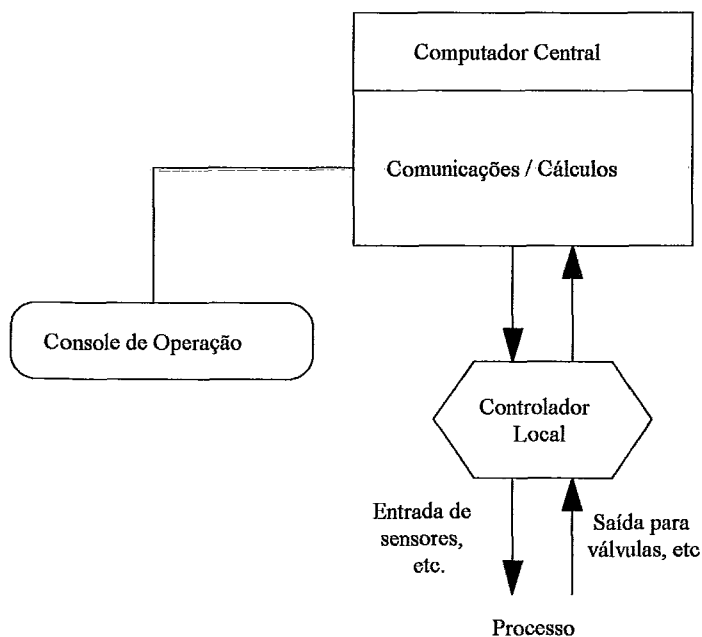 Computador Central
Comunicações / Cálculos
Console de Operação
Controlador
Local
Entrada de
sensores,
etc.
Saída para
válvulas, etc
Processo